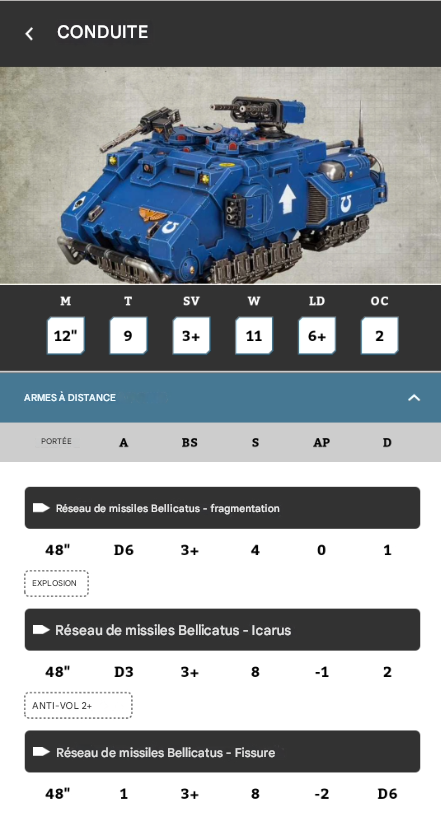 CONDUITE
M T SV W LD OC
12" 9 3+ 11 6+ 2
ARMES À DISTANCE
PORTÉE A BS S AP D
Réseau de missiles Bellicatus - fragmentation
48" D6 3+ 4 0 1
EXPLOSION
Réseau de missiles Bellicatus - Icarus
48" D3 3+ 8 -1 2
ANTI-VOL 2+
Réseau de missiles Bellicatus - Fissure
48" 1 3+ 8 -2 D6